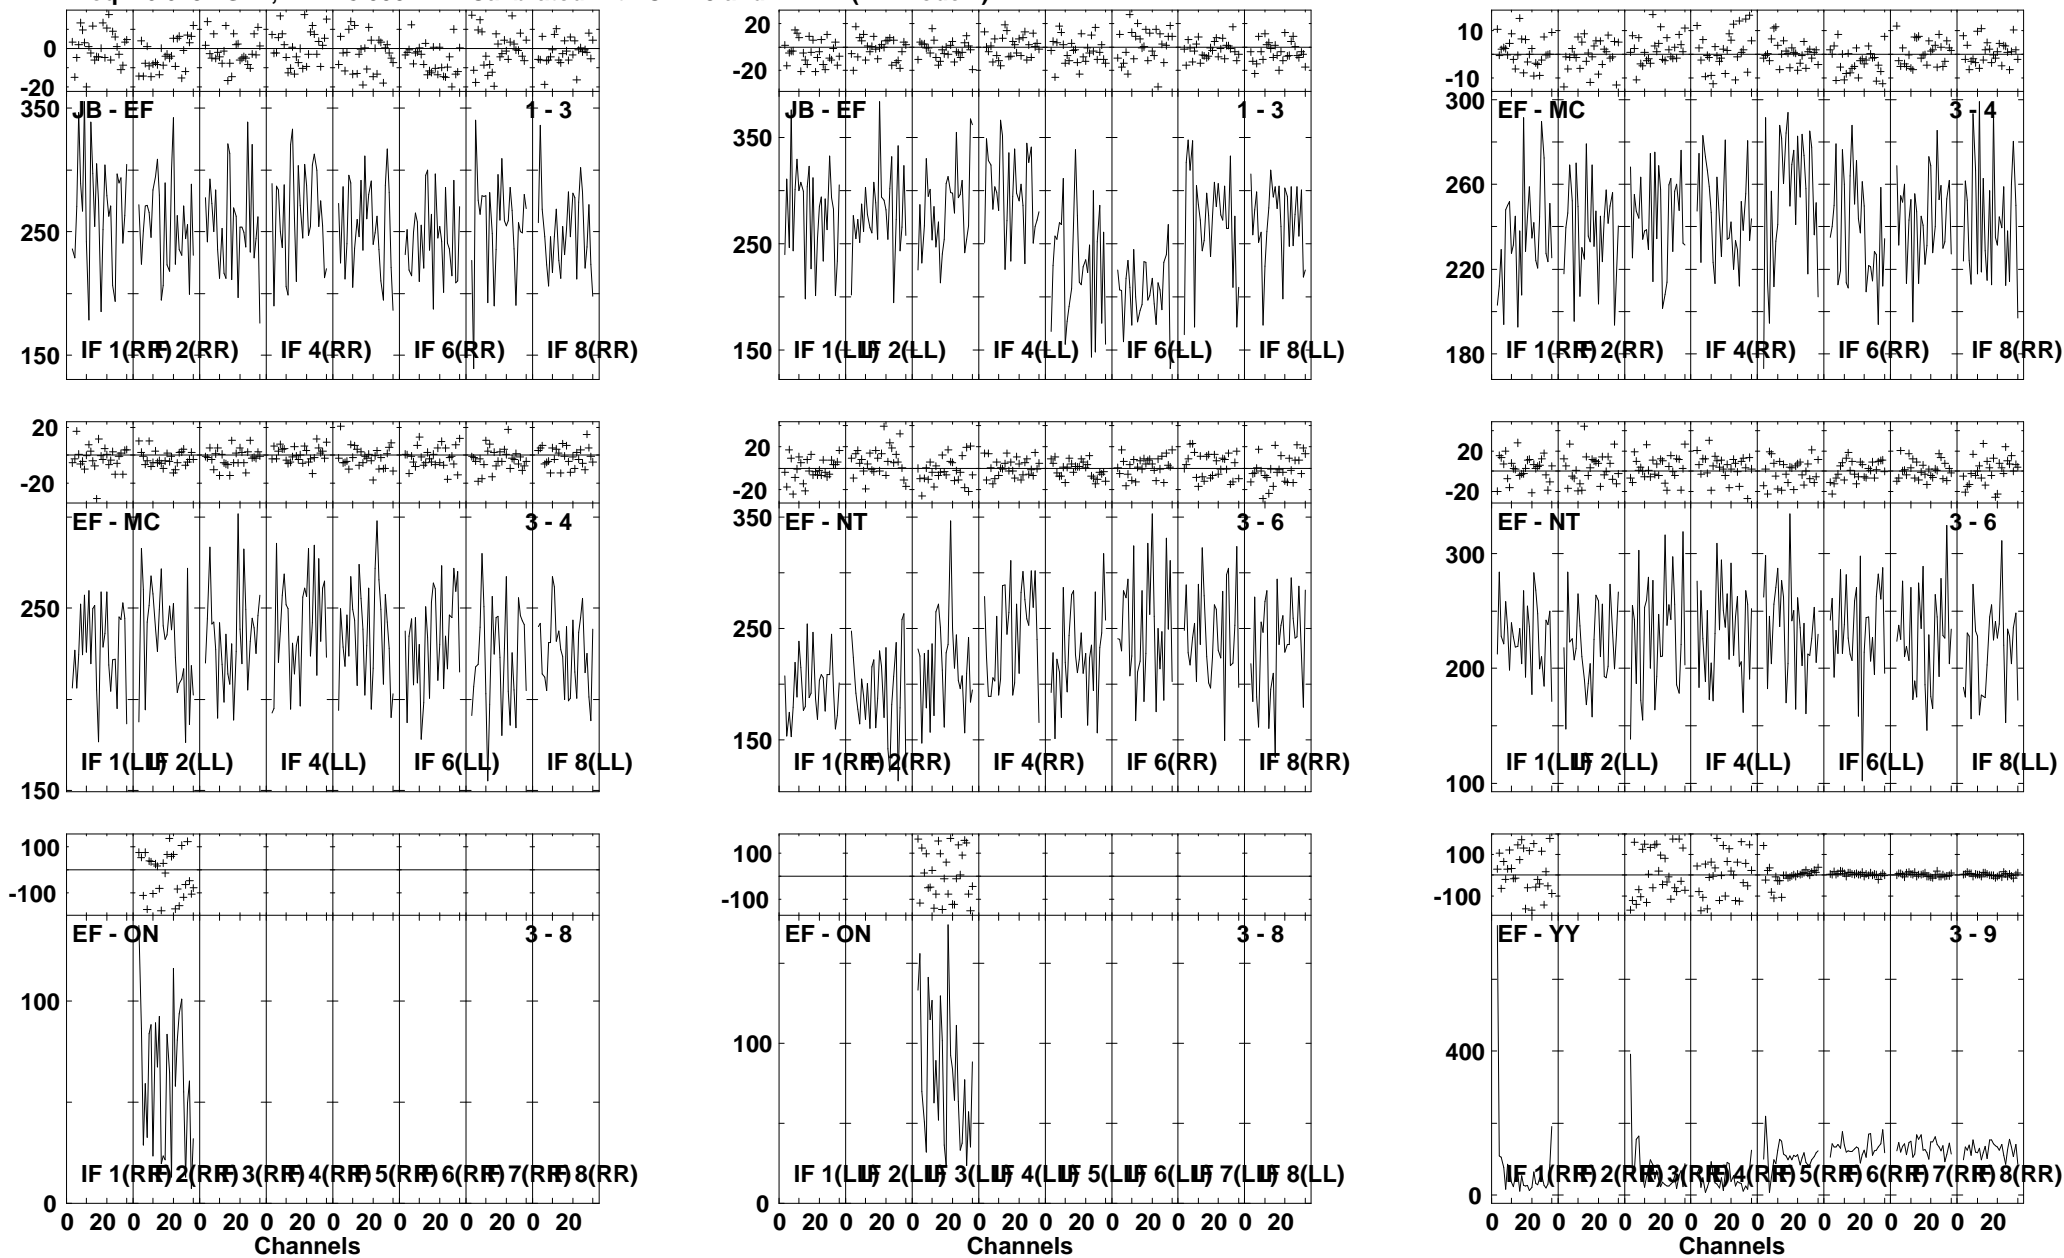 20 10
0 -20
20 -20
10 -10
JB - EF 1 - 3
350 250 150
IF 1(RR) IF 2(RR) IF 4(RR) IF 6(RR) IF 8(RR)
JB - EF 1 - 3
350 250 150
IF 1(LL) IF 2(LL) IF 4(LL) IF 6(LL) IF 8(LL)
EF - MC 3 - 4
300 260 220 180
IF 1(RR) IF 2(RR) IF 4(RR) IF 6(RR) IF 8(RR)
20 -20
20 -20
20 -20
EF - MC 3 - 4
250 150
IF 1(LL) IF 2(LL) IF 4(LL) IF 6(LL) IF 8(LL)
EF - NT 3 - 6
350 250 150
IF 1(RR) IF 2(RR) IF 4(RR) IF 6(RR) IF 8(RR)
EF - NT 3 - 6
300 200 100
IF 1(LL) IF 2(LL) IF 4(LL) IF 6(LL) IF 8(LL)
100 -100
100 -100
100 -100
EF - ON 3 - 8
100 0
IF 1(RR) IF 2(RR) IF 3(RR) IF 4(RR) IF 5(RR) IF 6(RR) IF 7(RR) IF 8(RR)
0 20 0 20 0 20 0 20 0 20 0 20 0 20 0 20
Channels
EF - ON 3 - 8
100 0
IF 1(LL) IF 2(LL) IF 3(LL) IF 4(LL) IF 5(LL) IF 6(LL) IF 7(LL) IF 8(LL)
0 20 0 20 0 20 0 20 0 20 0 20 0 20 0 20
Channels
EF - YY 3 - 9
400 0
IF 1(RR) IF 2(RR) IF 3(RR) IF 4(RR) IF 5(RR) IF 6(RR) IF 7(RR) IF 8(RR)
0 20 0 20 0 20 0 20 0 20 0 20 0 20 0 20
Channels